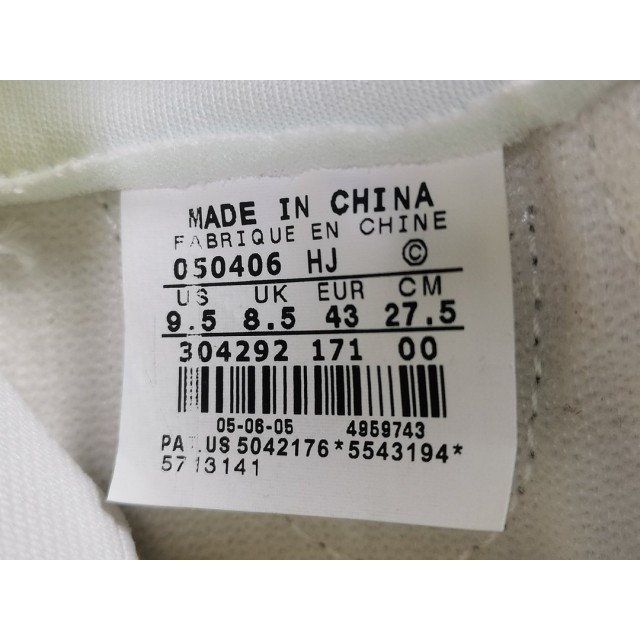 MADE IN CHINA
FABRIQUE EN CHINE
050406 HJ ©
US UK EUR CM
9.5 8.5 43 27.5
304292 171 00
05-06-05 4959743
PAT.US 5042176*5543194*
5713141